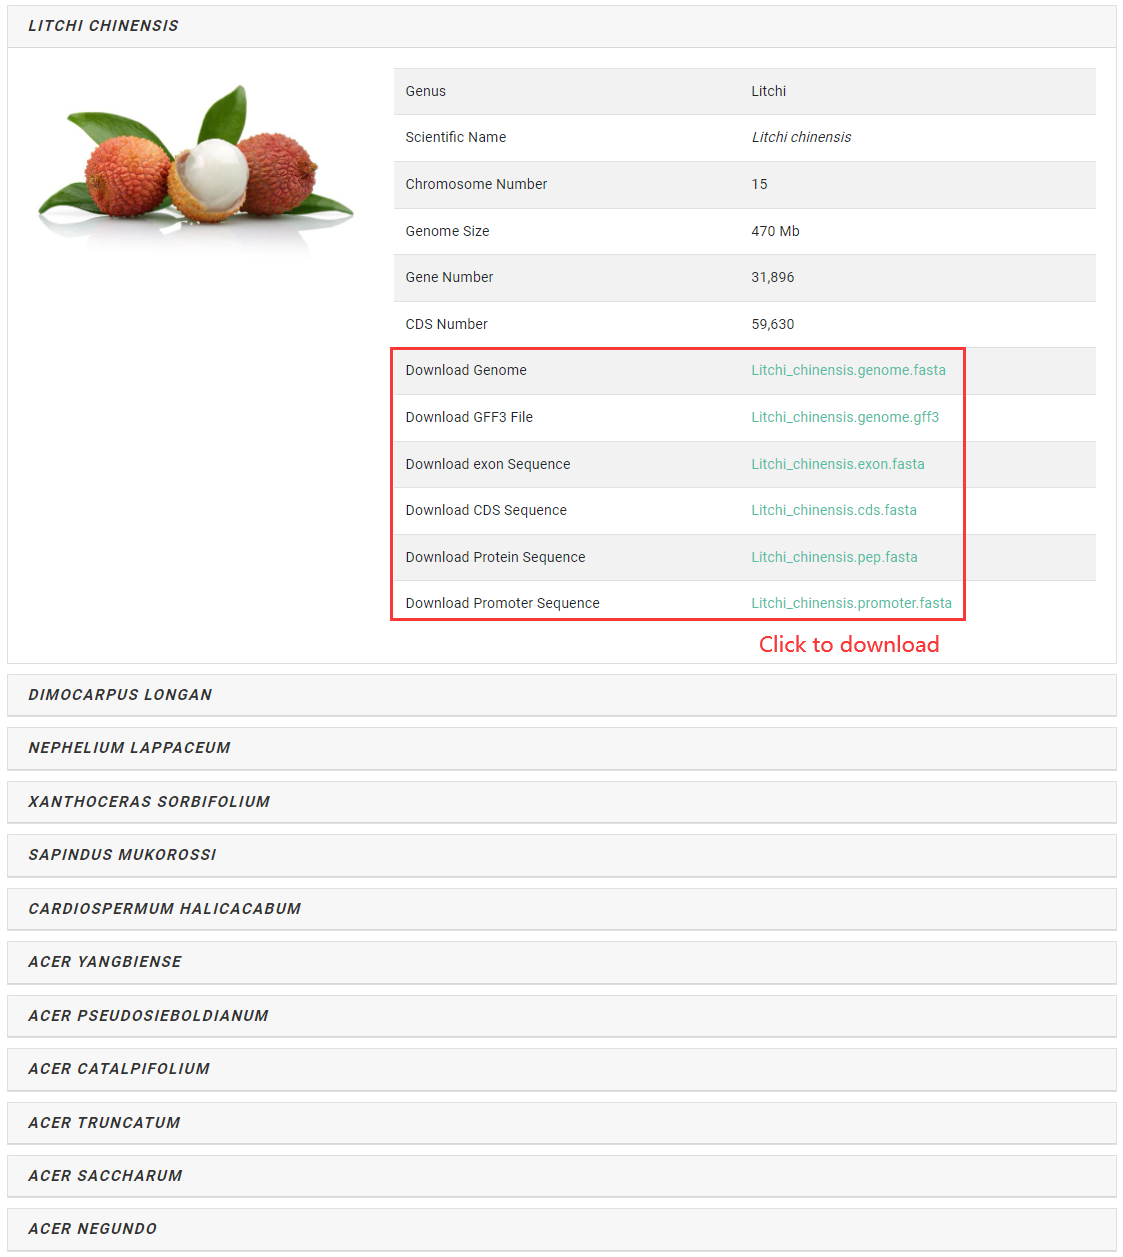 LITCHI CHINENSIS
Genus Litchi
Scientific Name Litchi chinensis
Chromosome Number 15
Genome Size 470 Mb
Gene Number 31,896
CDS Number 59,630
Download Genome Litchi_chinensis.genome.fasta
Download GFF3 File Litchi_chinensis.genome.gff3
Download exon Sequence Litchi_chinensis.exon.fasta
Download CDS Sequence Litchi_chinensis.cds.fasta
Download Protein Sequence Litchi_chinensis.pep.fasta
Download Promoter Sequence Litchi_chinensis.promoter.fasta
Click to download
DIMOCARPUS LONGAN
NEPHELIUM LAPPACEUM
XANTHOCERAS SORBIFOLIUM
SAPINDUS MUKOROSSI
CARDIOSPERMUM HALICACABUM
ACER YANGBIENSE
ACER PSEUDOSIEBOLDIANUM
ACER CATALPIFOLIUM
ACER TRUNCATUM
ACER SACCHARUM
ACER NEGUNDO